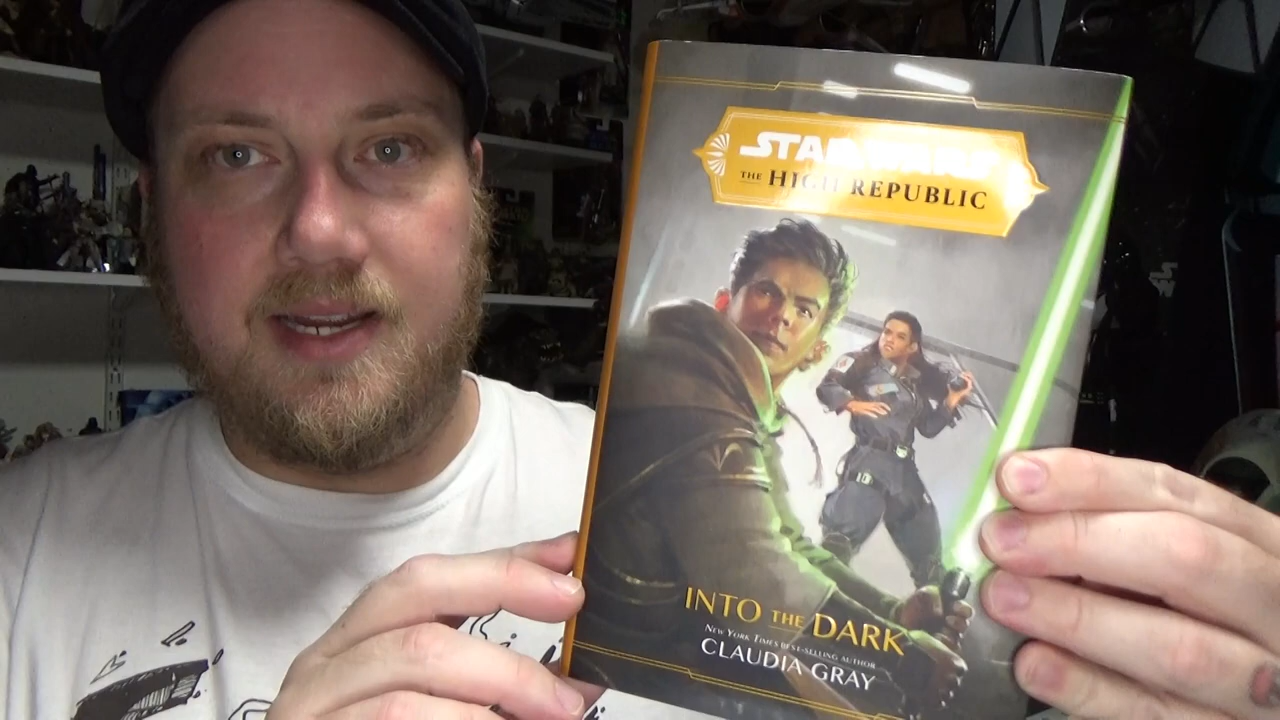 STAR WARS
THE HIGH REPUBLIC
INTO THE DARK
NEW YORK TIMES BEST-SELLING AUTHOR
CLAUDIA GRAY